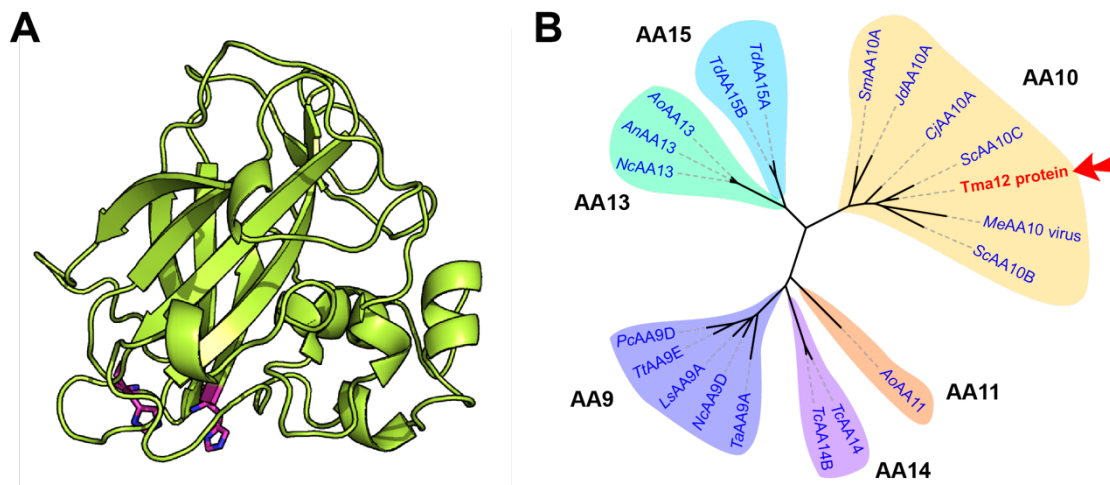 A
B
AA15
TdAA15B
TdAA15A
AoAA13
AnAA13
NcAA13
AA13
SmAA10A
JdAA10A
CjAA10A
ScAA10C
Tma12 protein
MeAA10 virus
ScAA10B
AA10
PcAA9D
TtAA9E
LsAA9A
NcAA9D
TaAA9A
AA9
TcAA14B
TcAA14
AA14
AoAA11
AA11